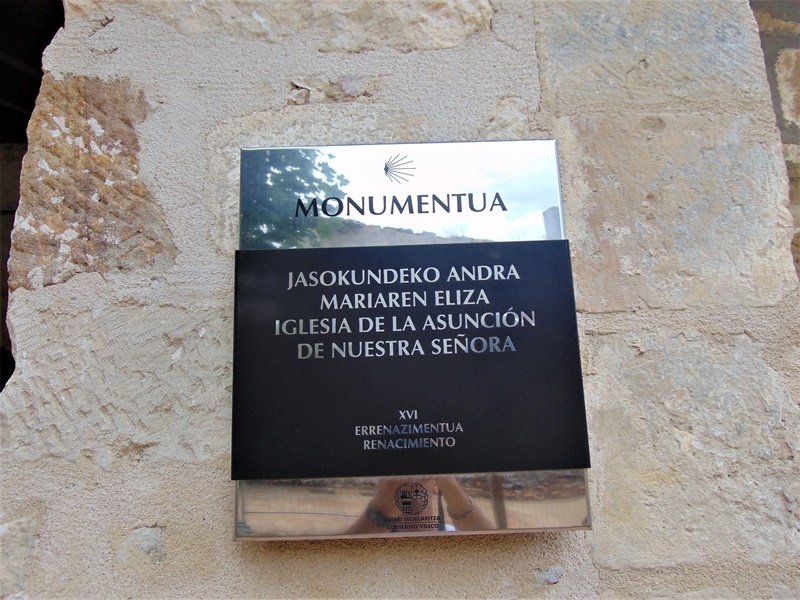 MONUMENTUA
JASOKUNDEKO ANDRA
MARIAREN ELIZA
IGLESIA DE LA ASUNCIÓN
DE NUESTRA SEÑORA
XVI
ERRENAZIMENTUA
RENACIMIENTO
EUSKO JAURLARITZA
GOBIERNO VASCO